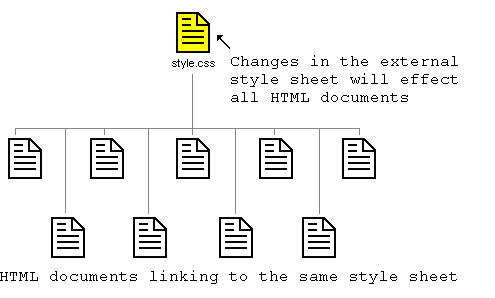 style.css
Changes in the external
style sheet will effect
all HTML documents
HTML documents linking to the same style sheet